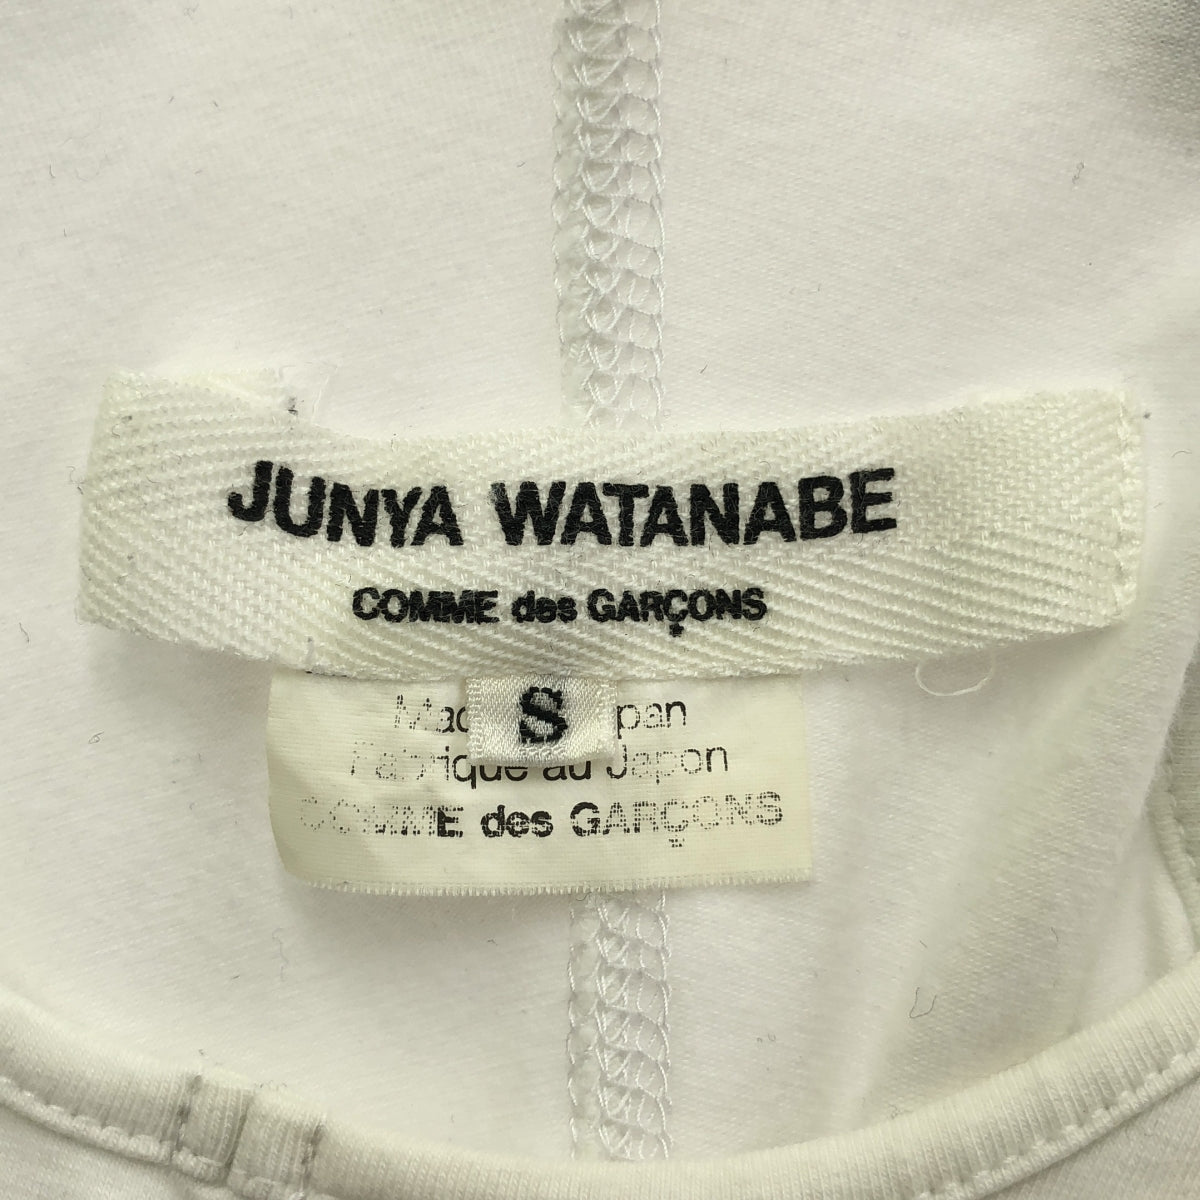 JUNYA WATANABE
COMME des GARÇONS
S
Fabrique au Japon
COMME des GARÇONS